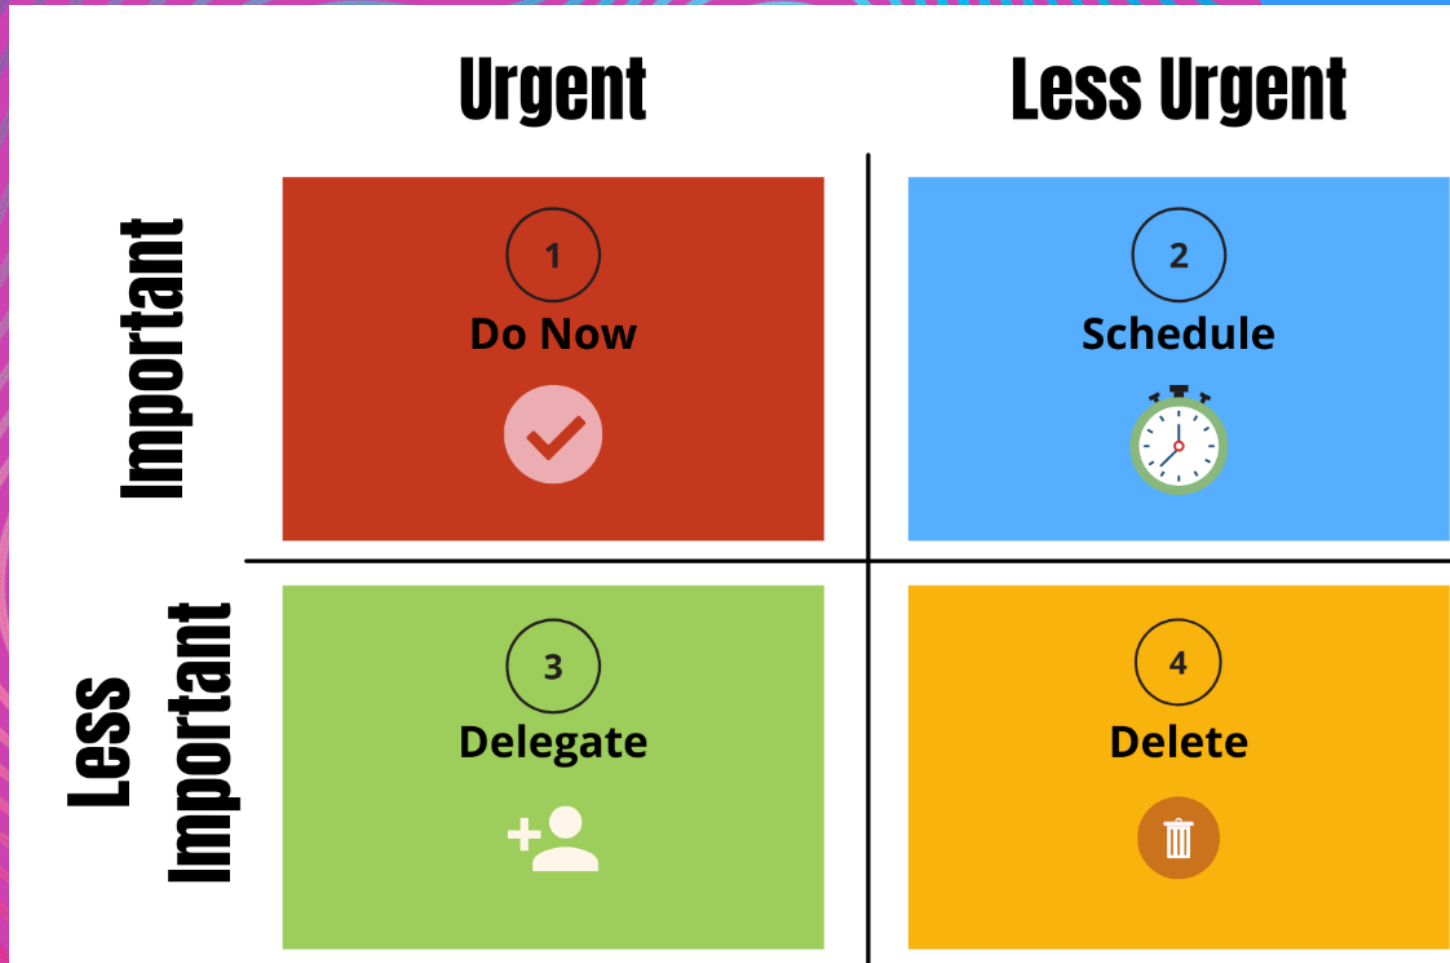 Urgent
Less Urgent
Important
1
Do Now
2
Schedule
Less
Important
3
Delegate
4
Delete